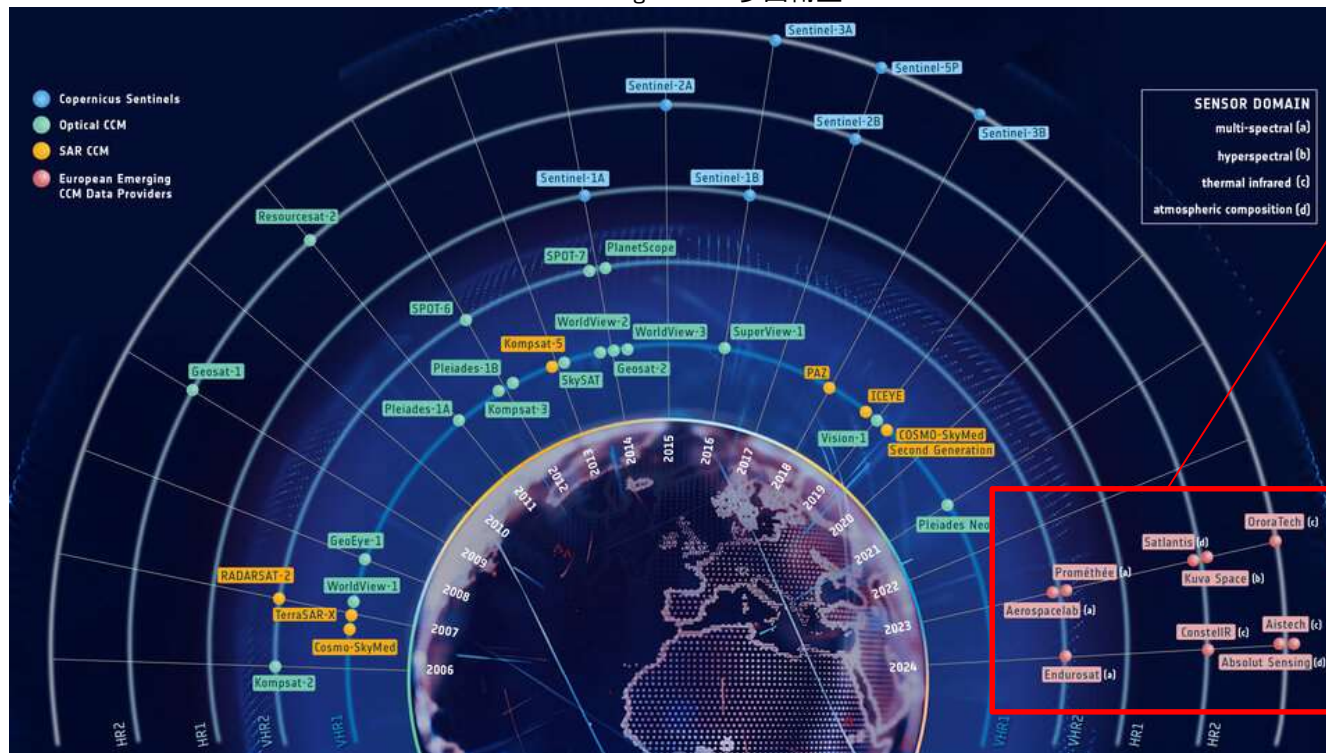 Copernicus Sentinels
Optical CCM
SAR CCM
European Emerging
CCM Data Providers
SENSOR DOMAIN
multi-spectral (a)
hyperspectral (b)
thermal infrared (c)
atmospheric composition (d)
Sentinel-3A
Sentinel-5P
Sentinel-2A
Sentinel-2B
Sentinel-3B
Sentinel-1A
Sentinel-1B
Resourcesat-2
SPOT-7
PlanetScope
SPOT-6
WorldView-2
WorldView-3
SuperView-1
Kompsat-5
Geosat-2
SkySAT
Geosat-1
Pleiades-1B
Kompsat-3
Pleiades-1A
PAZ
ICEYE
Vision-1
COSMO-SkyMed
Second Generation
Pleiades Neo
GeoEye-1
RADARSAT-2
WorldView-1
TerraSAR-X
Cosmo-SkyMed
Kompsat-2
2006
2007
2008
2009
2010
2011
2012
2013
2014
2015
2016
2017
2018
2019
2020
2021
2022
2023
2024
OroraTech (c)
Satlantis (d)
Kuva Space (b)
Prométhée (a)
Aerospacelab (a)
ConstellR (c)
Aistech (c)
Absolut Sensing (d)
Endurosat (a)
HR2
HR1
VHR2
VHR1
VHR1
VHR2
HR1
HR2